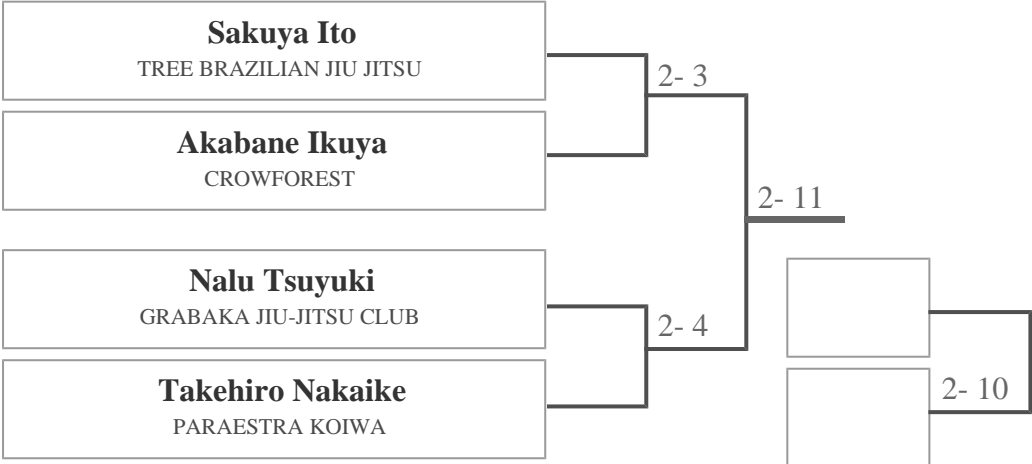 Sakuya Ito
TREE BRAZILIAN JIU JITSU
2- 3
Akabane Ikuya
CROWFOREST
2- 11
Nalu Tsuyuki
GRABAKA JIU-JITSU CLUB
2- 4
Takehiro Nakaike
PARAESTRA KOIWA
2- 10